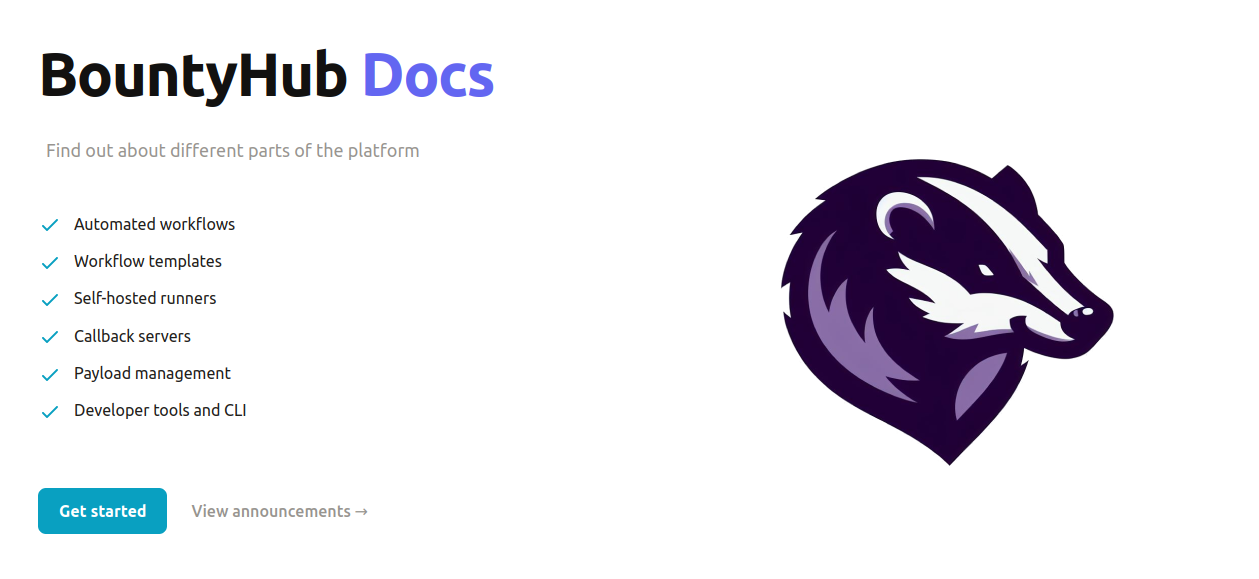 BountyHub Docs
Find out about different parts of the platform
Automated workflows
Workflow templates
Self-hosted runners
Callback servers
Payload management
Developer tools and CLI
Get started
View announcements →